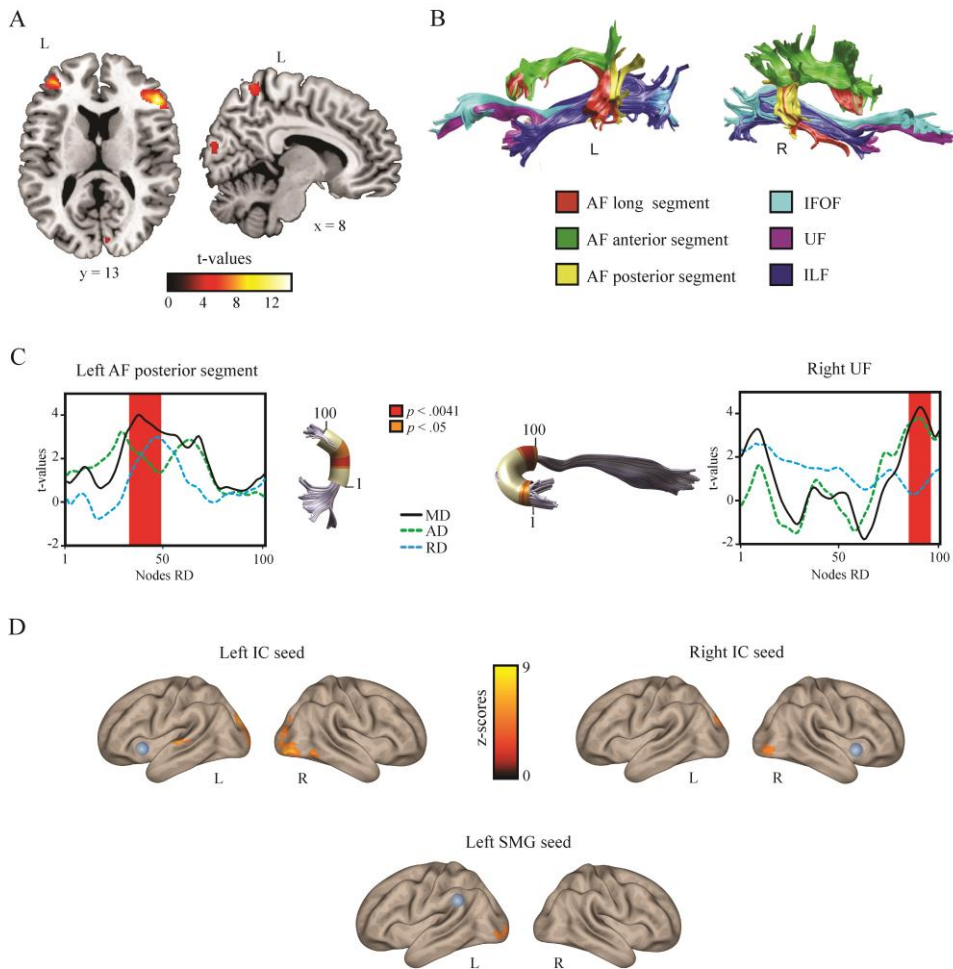 A
L
L
y = 13
x = 8
t-values
0 4 8 12
B
L
R
AF long segment
AF anterior segment
AF posterior segment
IFOF
UF
ILF
C
Left AF posterior segment
t-values
4
2
0
-2
1 50 100
Nodes RD
100
1
p < .0041
p < .05
MD
AD
RD
100
1
Right UF
t-values
4
2
0
-2
1 50 100
Nodes RD
D
Left IC seed
L R
z-scores
9
0
Right IC seed
L R
Left SMG seed
L R